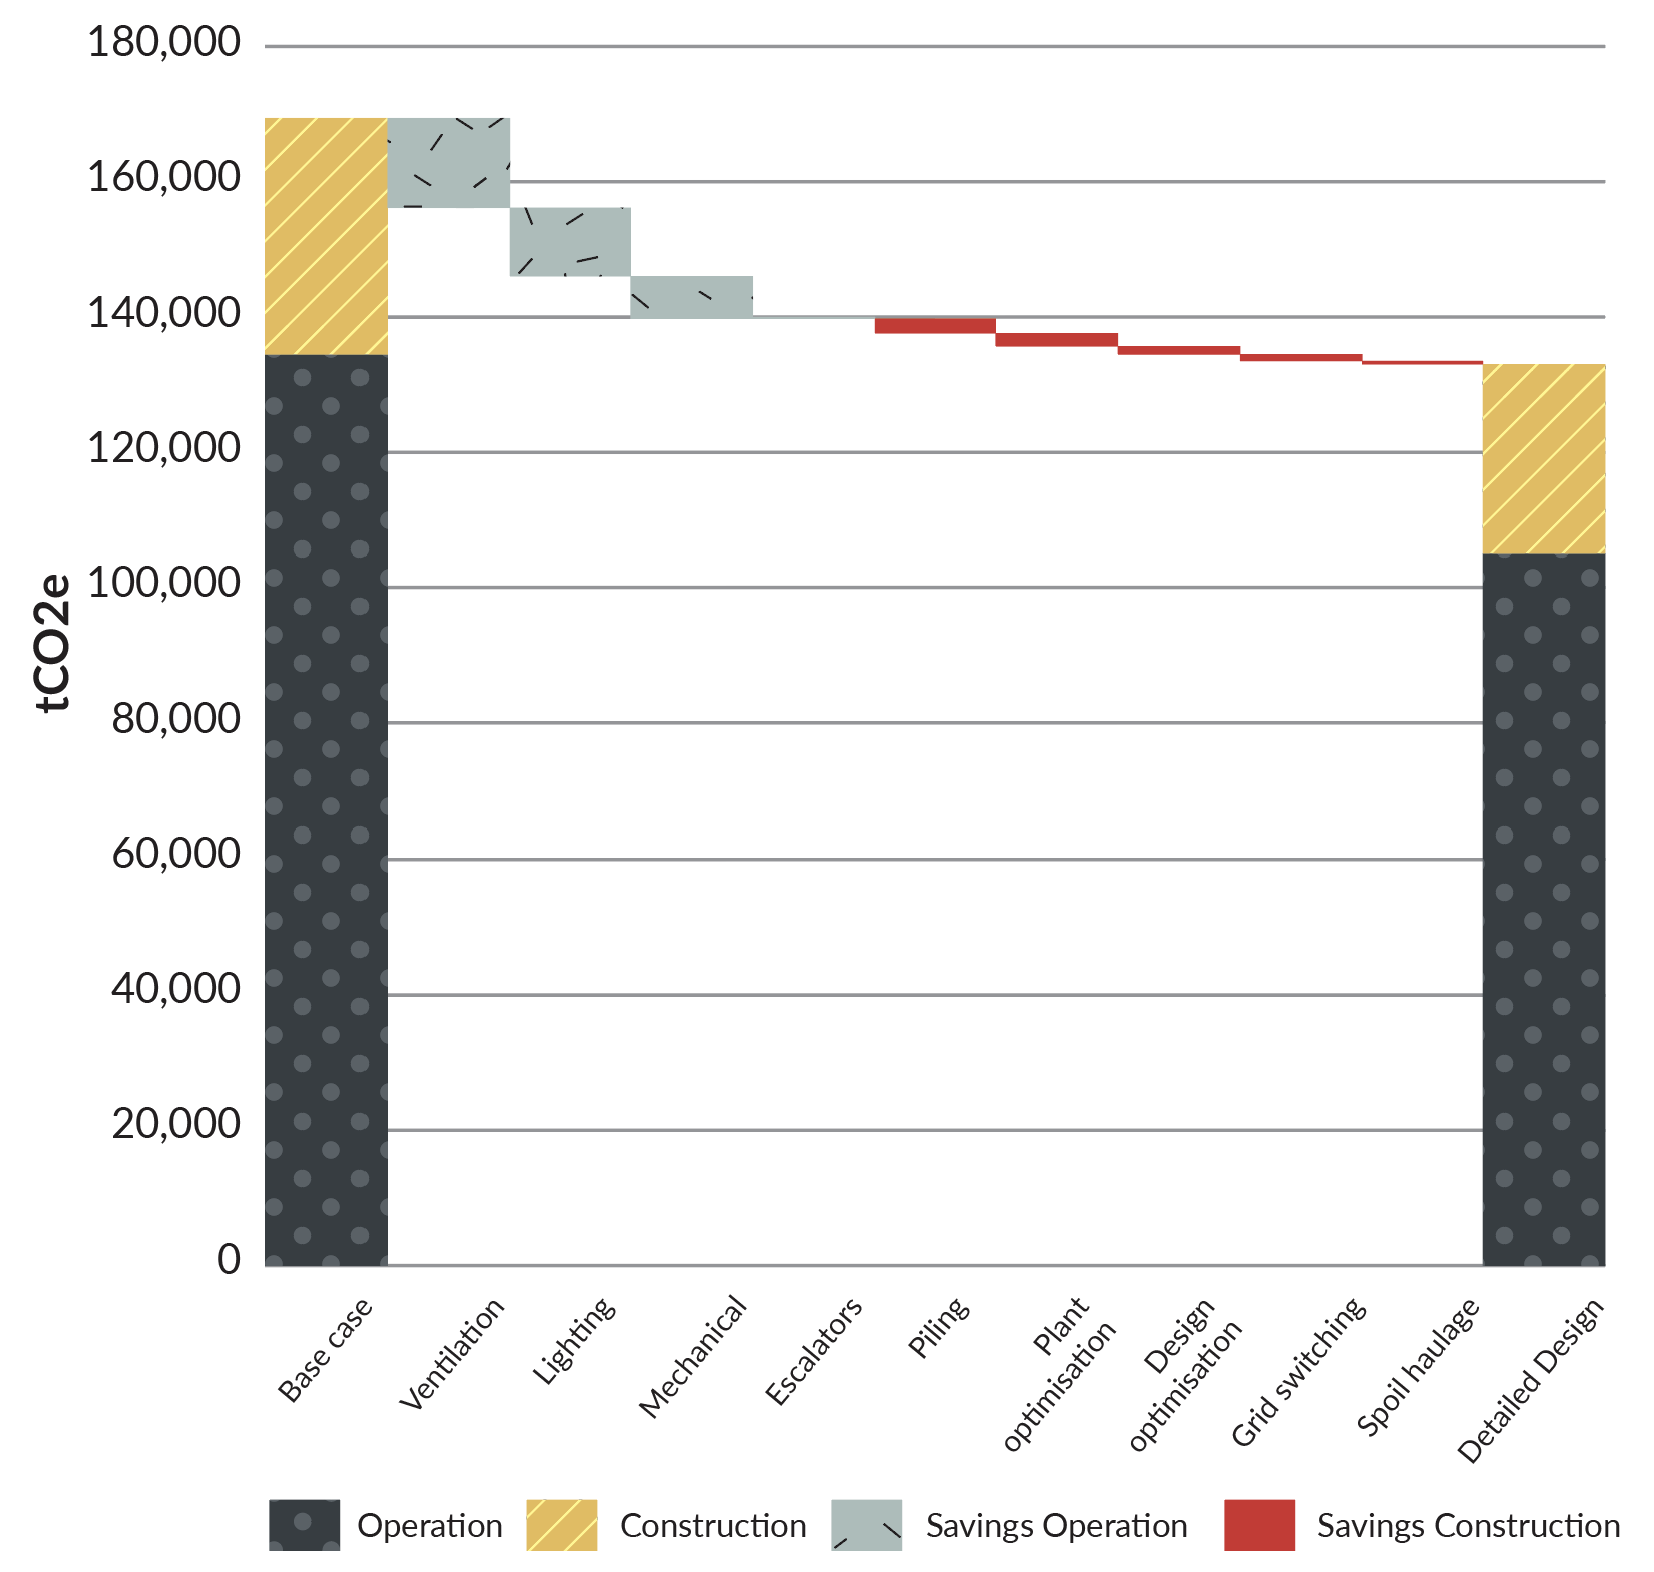 180,000
160,000
140,000
120,000
100,000
80,000
60,000
40,000
20,000
0
tCO2e
Base case
Ventilation
Lighting
Mechanical
Escalators
Piling
Plant
optimisation
Design
optimisation
Grid switching
Spoil haulage
Detailed Design
Operation
Construction
Savings Operation
Savings Construction